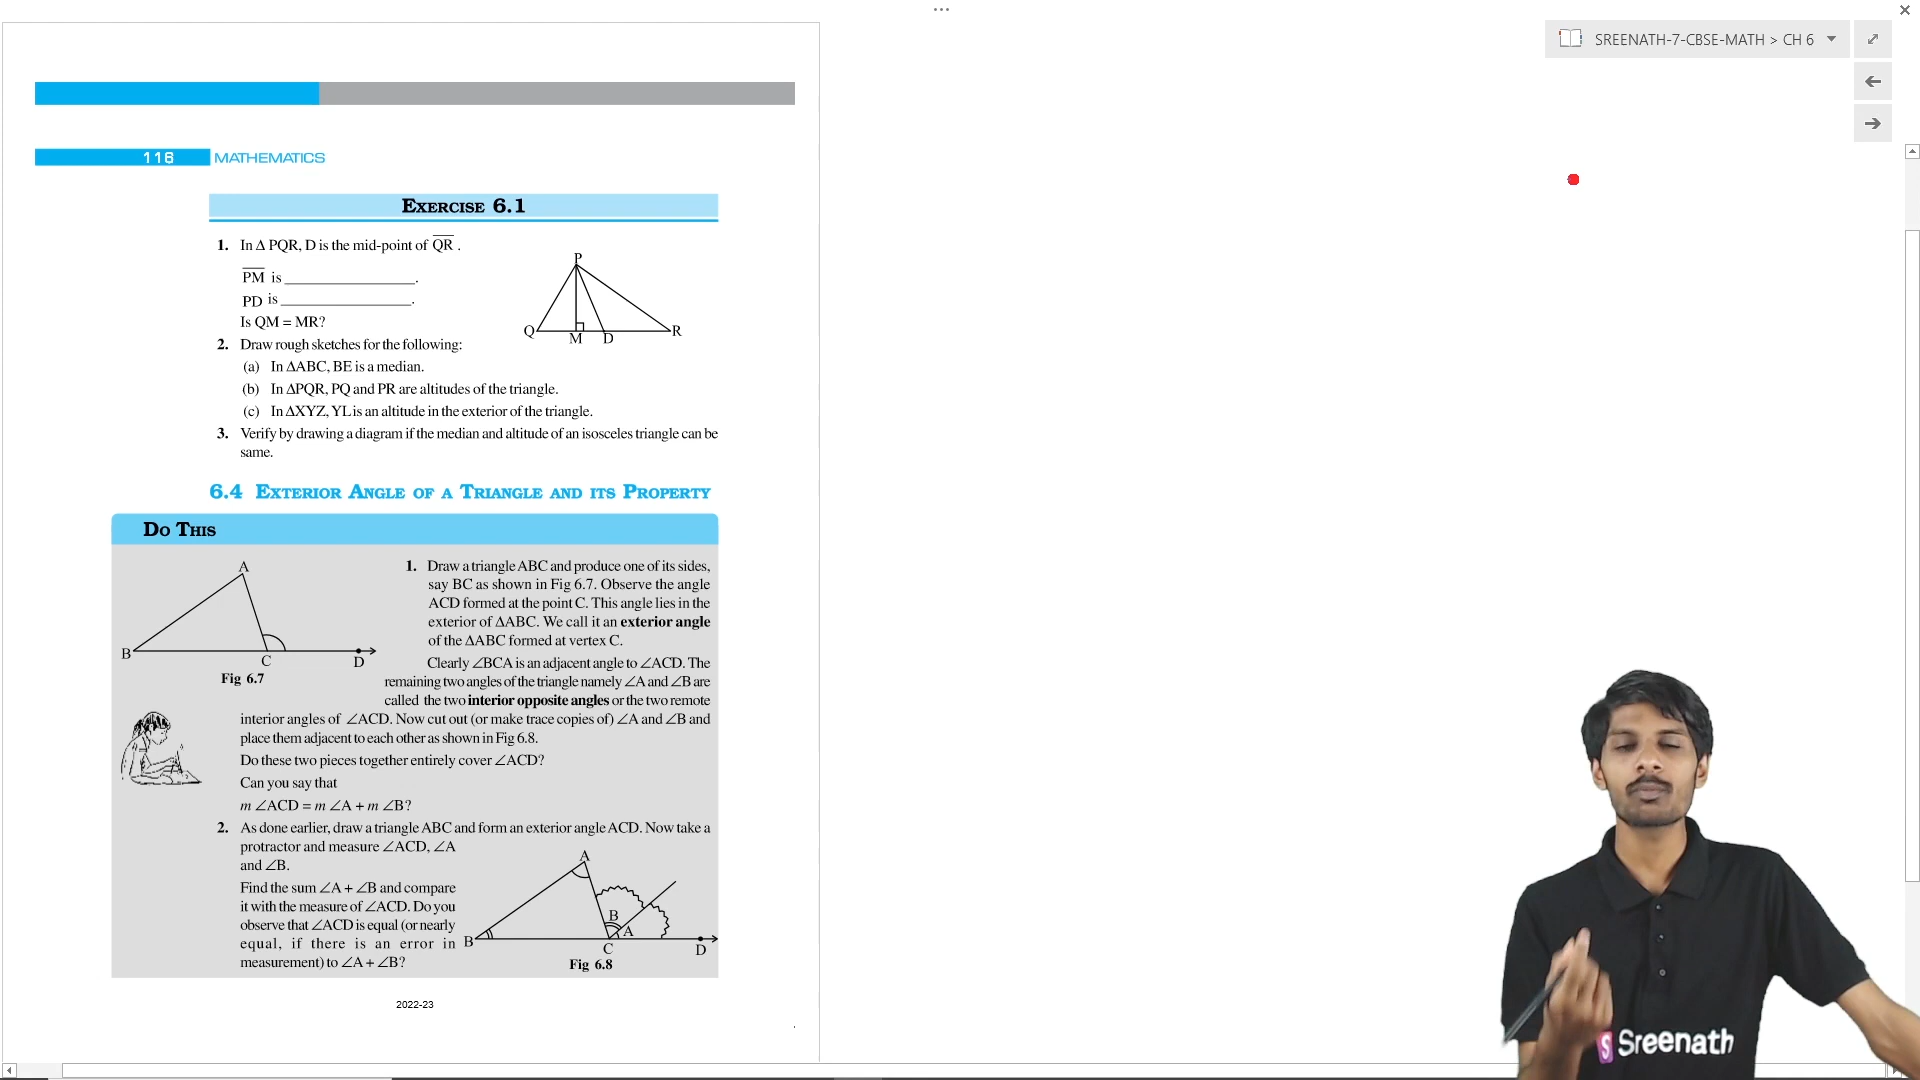 SREENATH-7-CBSE-MATH > CH 6
116 MATHEMATICS
EXERCISE 6.1
1. In Δ PQR, D is the mid-point of QR .
PM is ________________.
PD is ________________.
Is QM = MR?
P
Q M D R
2. Draw rough sketches for the following:
(a) In ΔABC, BE is a median.
(b) In ΔPQR, PQ and PR are altitudes of the triangle.
(c) In ΔXYZ, YL is an altitude in the exterior of the triangle.
3. Verify by drawing a diagram if the median and altitude of an isosceles triangle can be
same.
6.4 EXTERIOR ANGLE OF A TRIANGLE AND ITS PROPERTY
DO THIS
A
B C D
Fig 6.7
1. Draw a triangle ABC and produce one of its sides,
say BC as shown in Fig 6.7. Observe the angle
ACD formed at the point C. This angle lies in the
exterior of ΔABC. We call it an exterior angle
of the ΔABC formed at vertex C.
Clearly ∠BCA is an adjacent angle to ∠ACD. The
remaining two angles of the triangle namely ∠A and ∠B are
called the two interior opposite angles or the two remote
interior angles of ∠ACD. Now cut out (or make trace copies of) ∠A and ∠B and
place them adjacent to each other as shown in Fig 6.8.
Do these two pieces together entirely cover ∠ACD?
Can you say that
m ∠ACD = m ∠A + m ∠B?
2. As done earlier, draw a triangle ABC and form an exterior angle ACD. Now take a
protractor and measure ∠ACD, ∠A
and ∠B.
Find the sum ∠A + ∠B and compare
it with the measure of ∠ACD. Do you
observe that ∠ACD is equal (or nearly
equal, if there is an error in
measurement) to ∠A + ∠B?
A
B A
B C D
Fig 6.8
2022-23
S Sreenath